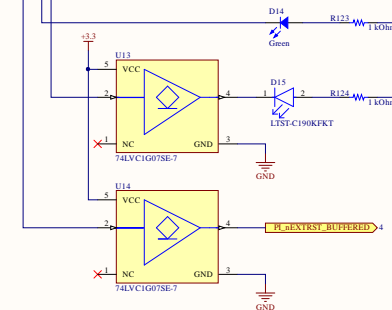 D14
R123
1 kOhm
Green
+3.3
U13
5 VCC
2
4
D15
1 2
R124
1 kOhm
LTST-C190KFKT
1 NC
GND 3
74LVC1G07SE-7
GND
U14
5 VCC
2
4
PI_nEXTRST_BUFFERED 4
1 NC
GND 3
74LVC1G07SE-7
GND